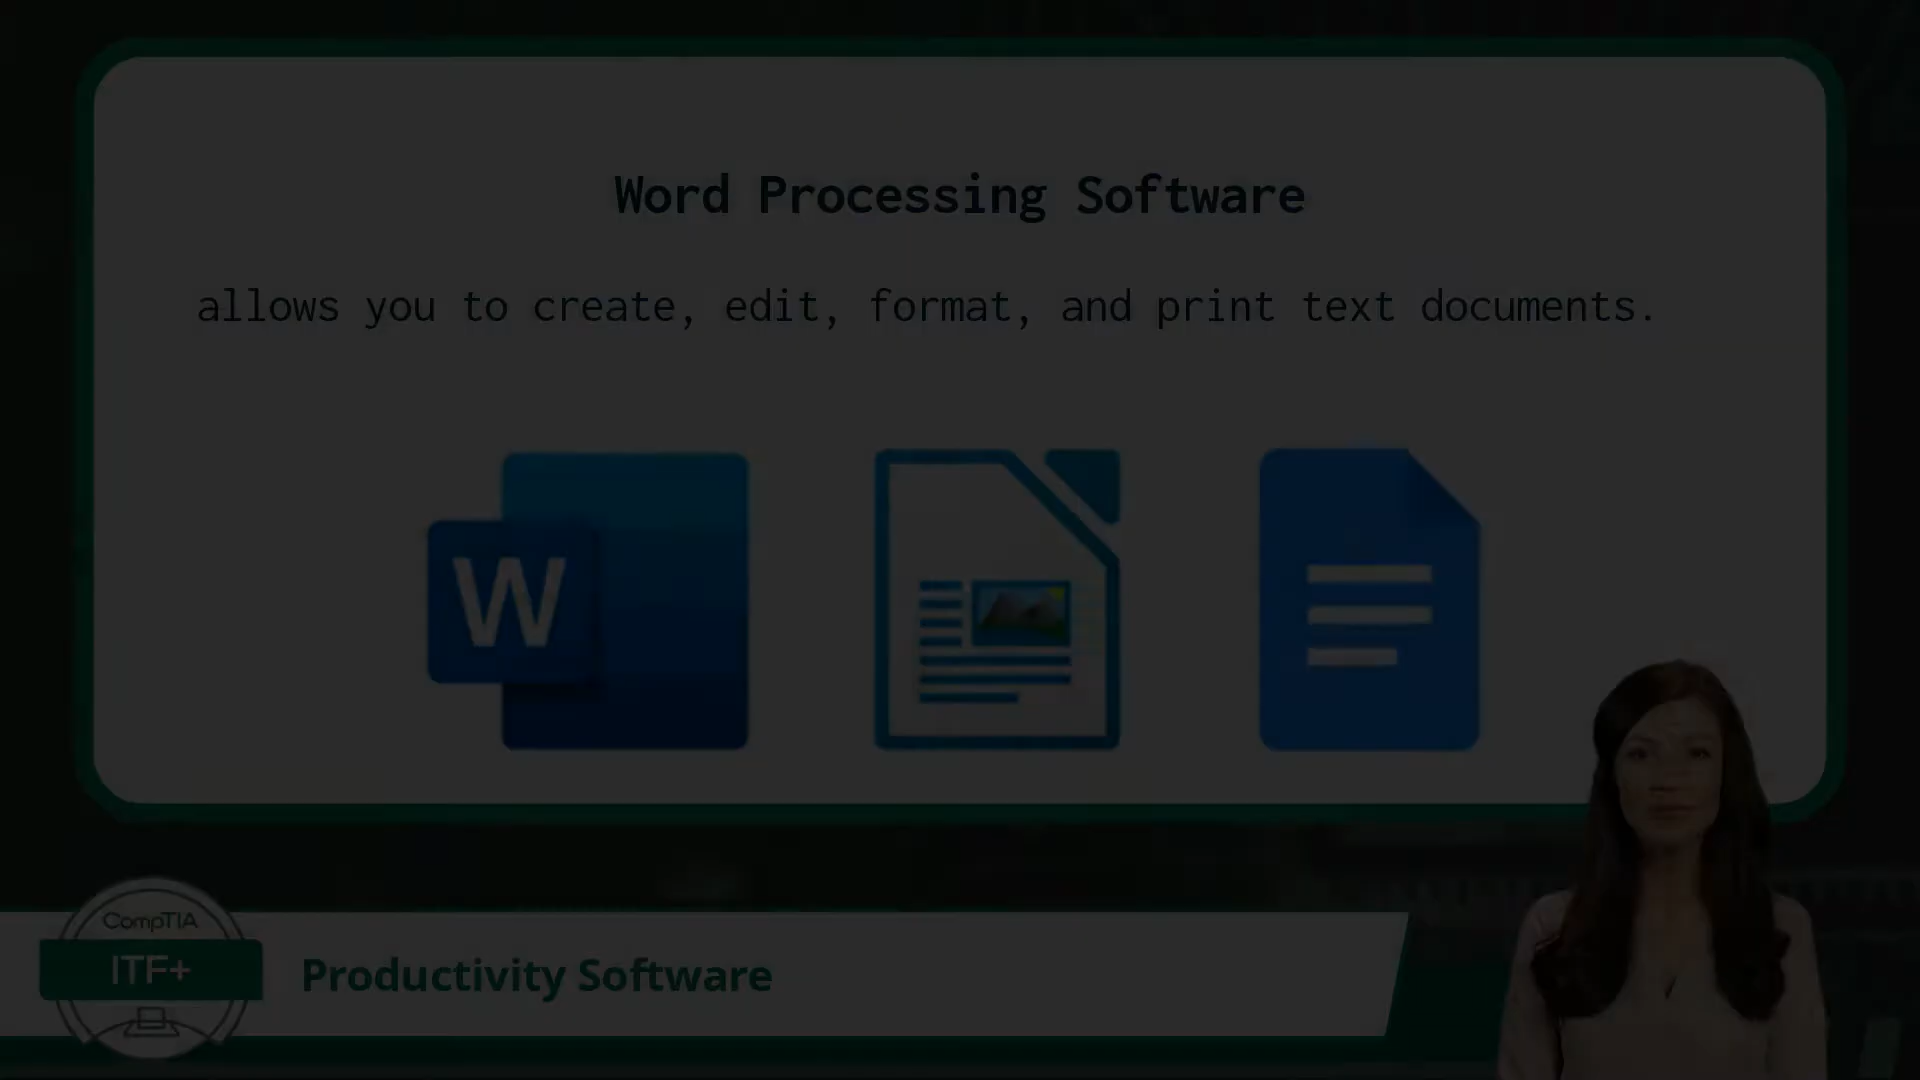 Word Processing Software
allows you to create, edit, format, and print text documents.
W
CompTIA
ITF+
Productivity Software